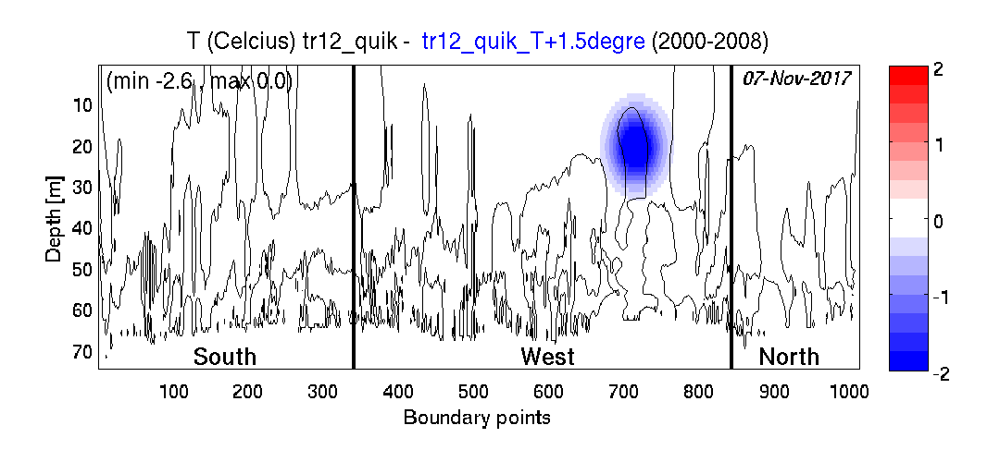 T (Celcius) tr12_quik - tr12_quik_T+1.5degre (2000-2008)
(min -2.6 max 0.0)
07-Nov-2017
Depth [m]
10
20
30
40
50
60
70
South
West
North
100 200 300 400 500 600 700 800 900 1000
Boundary points
2
1
0
-1
-2